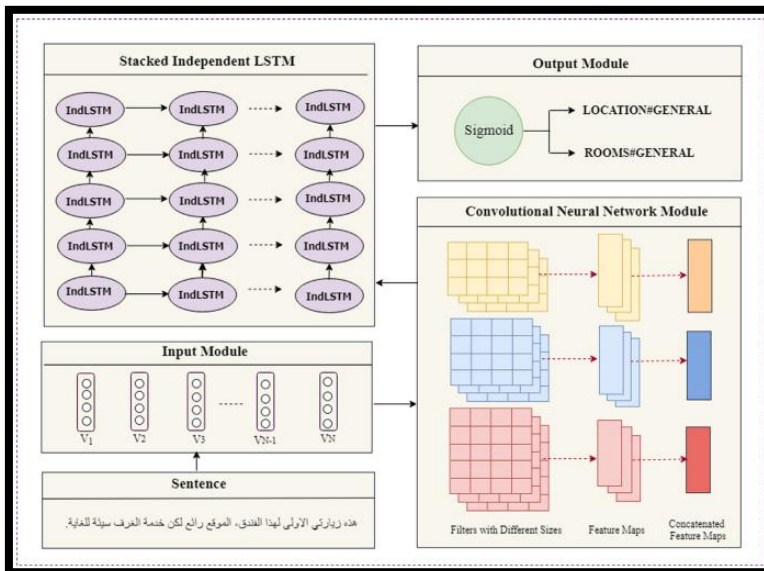 Stacked Independent LSTM
IndLSTM IndLSTM IndLSTM
IndLSTM IndLSTM IndLSTM
IndLSTM IndLSTM IndLSTM
IndLSTM IndLSTM IndLSTM
IndLSTM IndLSTM IndLSTM
Output Module
Sigmoid
LOCATION#GENERAL
ROOMS#GENERAL
Convolutional Neural Network Module
Filters with Different Sizes
Feature Maps
Concatenated
Feature Maps
Input Module
V1 V2 V3 VN-1 VN
Sentence
هذه زيارتي الاولى لهذا الفندق، الموقع رائع لكن خدمة الغرف سيئة للغاية.